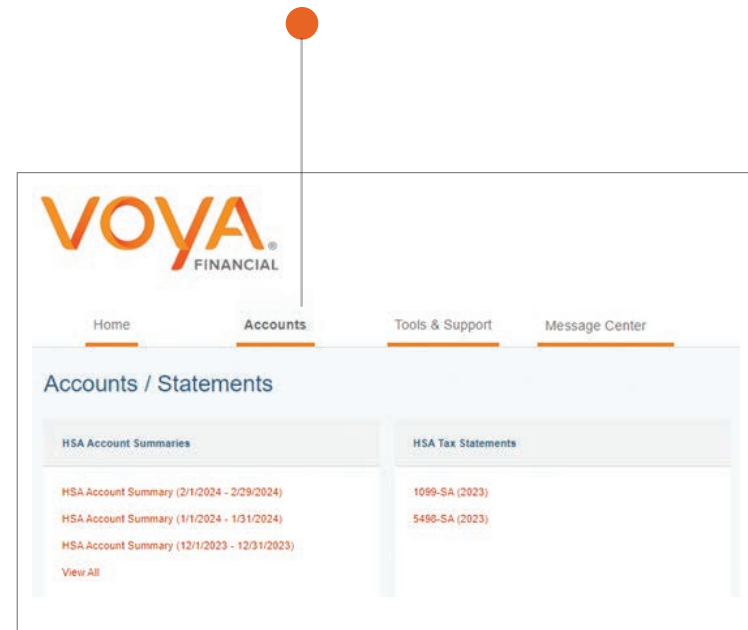 VOYA®
FINANCIAL
Home Accounts Tools & Support Message Center
Accounts / Statements
HSA Account Summaries HSA Tax Statements
HSA Account Summary (2/1/2024 - 2/29/2024) 1099-SA (2023)
HSA Account Summary (1/1/2024 - 1/31/2024) 5498-SA (2023)
HSA Account Summary (12/1/2023 - 12/31/2023)
View All